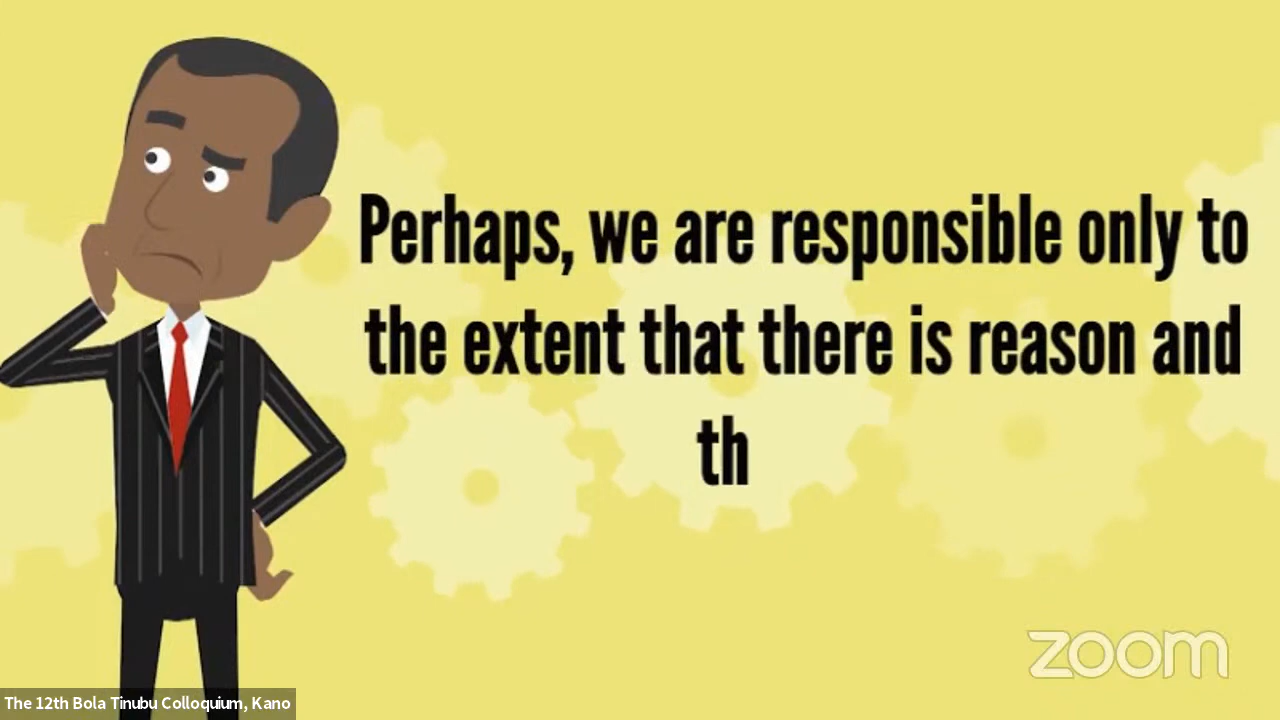 Perhaps, we are responsible only to
the extent that there is reason and
th
zoom
The 12th Bola Tinubu Colloquium, Kano